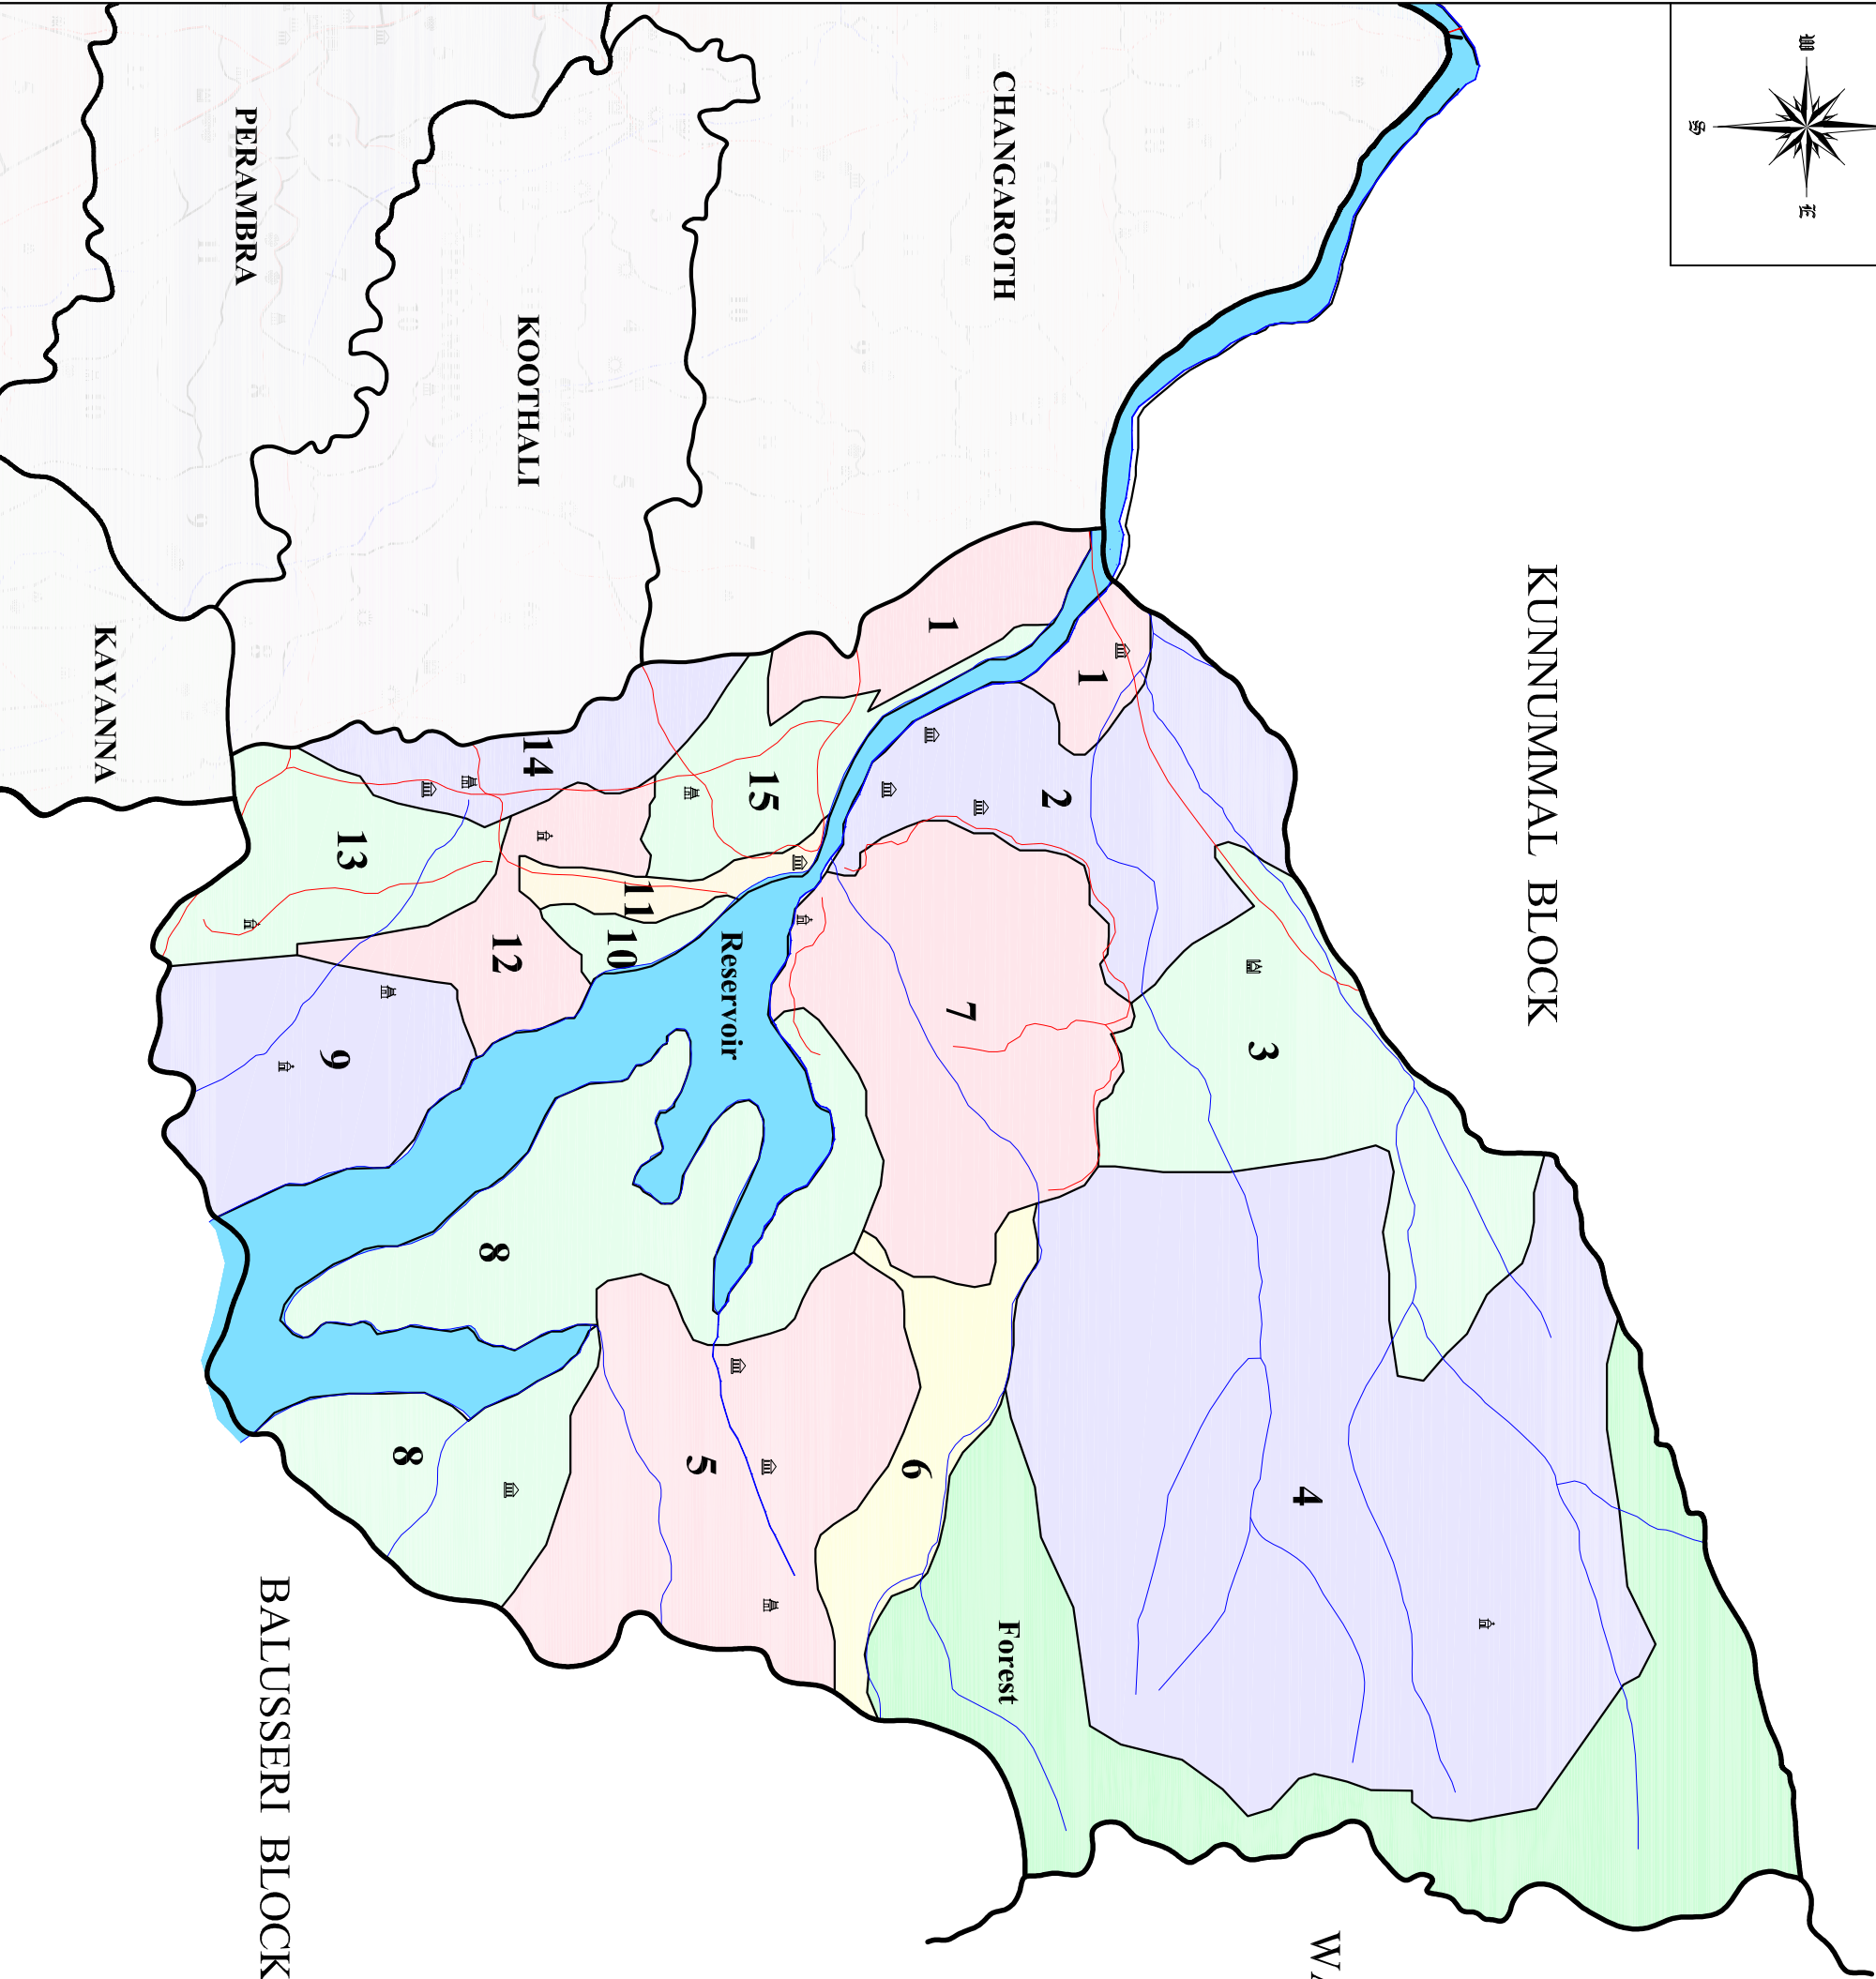 W
S
E
KUNNUMMAL BLOCK
CHANGAROTH
KOOTHALI
PERAMBRA
KAYANNA
1
1
2
3
4
7
15
14
13
11
10
12
Reservoir
9
8
8
5
6
Forest
BALUSSERI BLOCK